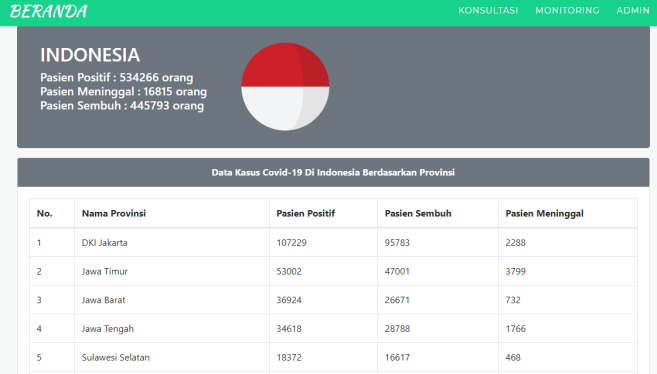 BERANDA KONSULTASI MONITORING ADMIN
INDONESIA
Pasien Positif : 534266 orang
Pasien Meninggal : 16815 orang
Pasien Sembuh : 445793 orang
Data Kasus Covid-19 Di Indonesia Berdasarkan Provinsi
No. Nama Provinsi Pasien Positif Pasien Sembuh Pasien Meninggal
1 DKI Jakarta 107229 95783 2288
2 Jawa Timur 53002 47001 3799
3 Jawa Barat 36924 26671 732
4 Jawa Tengah 34618 28788 1766
5 Sulawesi Selatan 18372 16617 468